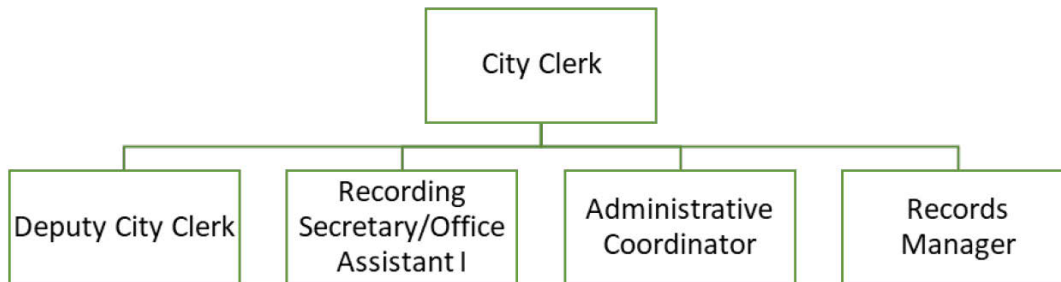 City Clerk
Deputy City Clerk
Recording
Secretary/Office
Assistant I
Administrative
Coordinator
Records
Manager